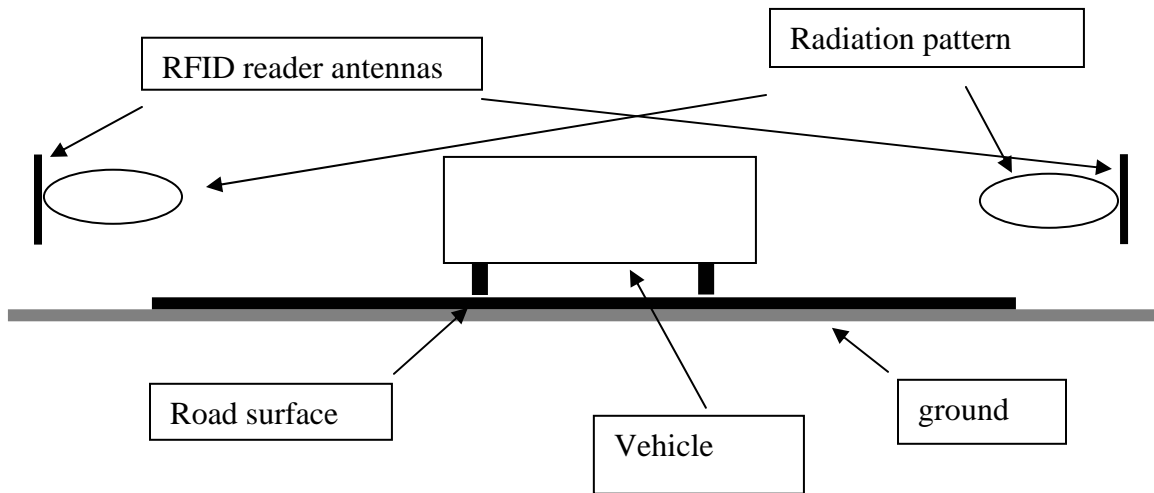 Radiation pattern
RFID reader antennas
Road surface
Vehicle
ground